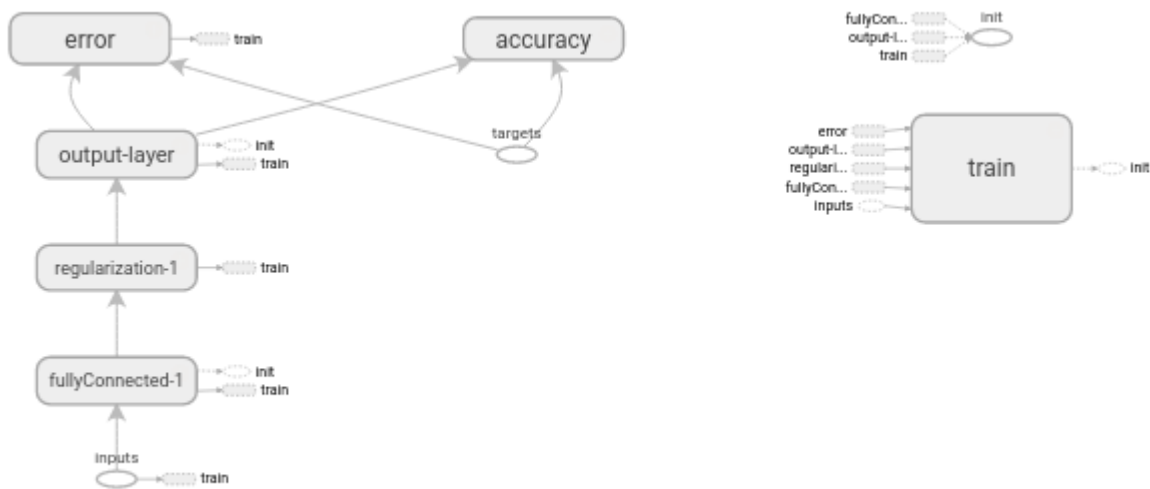 error
train
accuracy
fullyCon...
init
output-l...
train
output-layer
init
train
targets
error
output-l...
regulari...
fullyCon...
inputs
train
init
regularization-1
train
fullyConnected-1
init
train
inputs
train